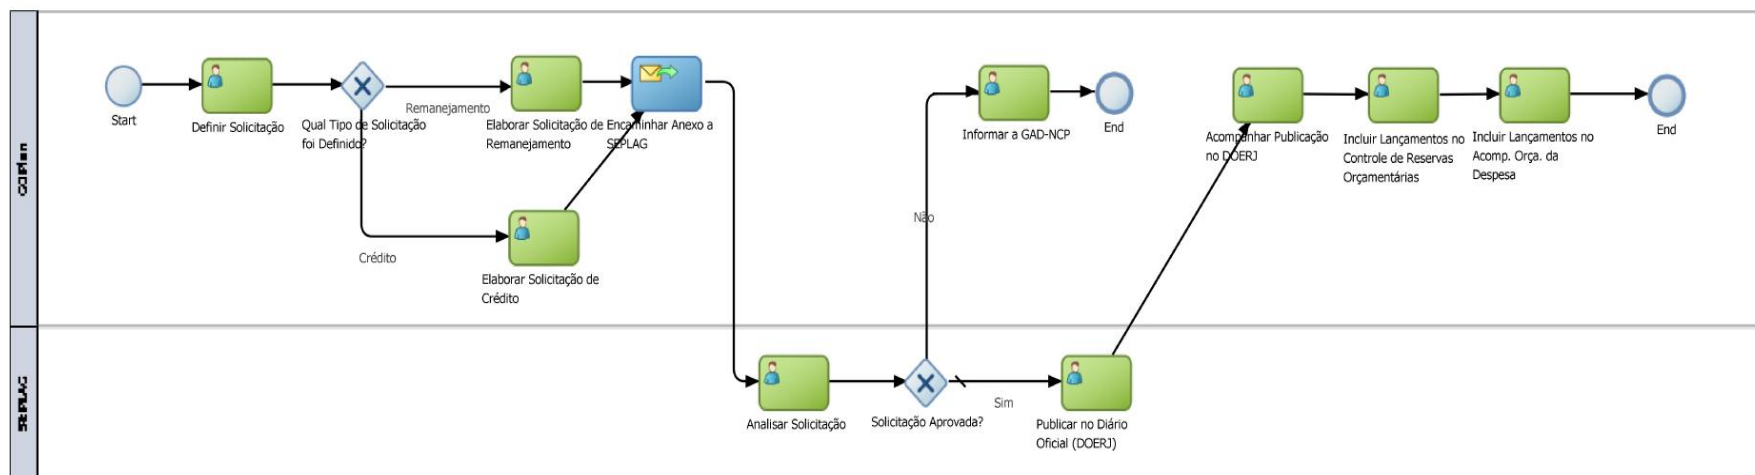 COPlan
Start
Definir Solicitação
Qual Tipo de Solicitação
foi Definido?
Remanejamento
Elaborar Solicitação de
Remanejamento
Encaminhar Anexo a
SEPLAG
Crédito
Elaborar Solicitação de
Crédito
Não
Informar a GAD-NCP
End
Acompanhar Publicação
no DOERJ
Incluir Lançamentos no
Controle de Reservas
Orçamentárias
Incluir Lançamentos no
Acomp. Orça. da
Despesa
End
SEPLAG
Analisar Solicitação
Solicitação Aprovada?
Sim
Publicar no Diário
Oficial (DOERJ)